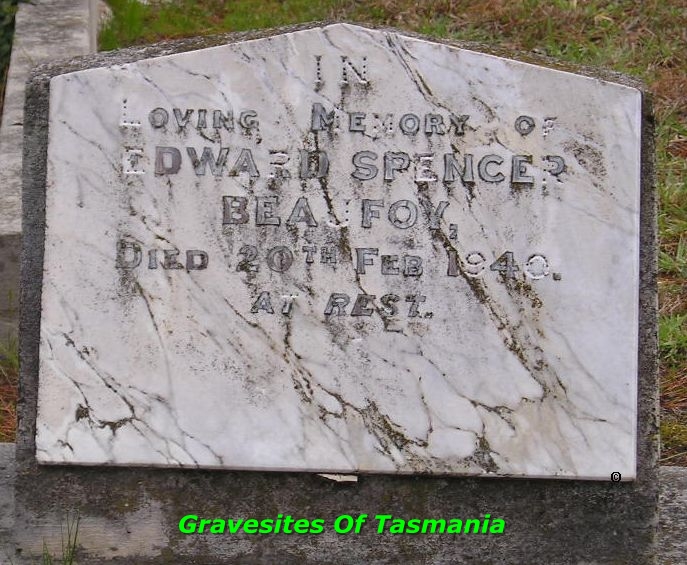 IN
LOVING MEMORY OF
EDWARD SPENCER
BEAUFOY,
DIED 20TH FEB 1940.
AT REST.
©
Gravesites Of Tasmania